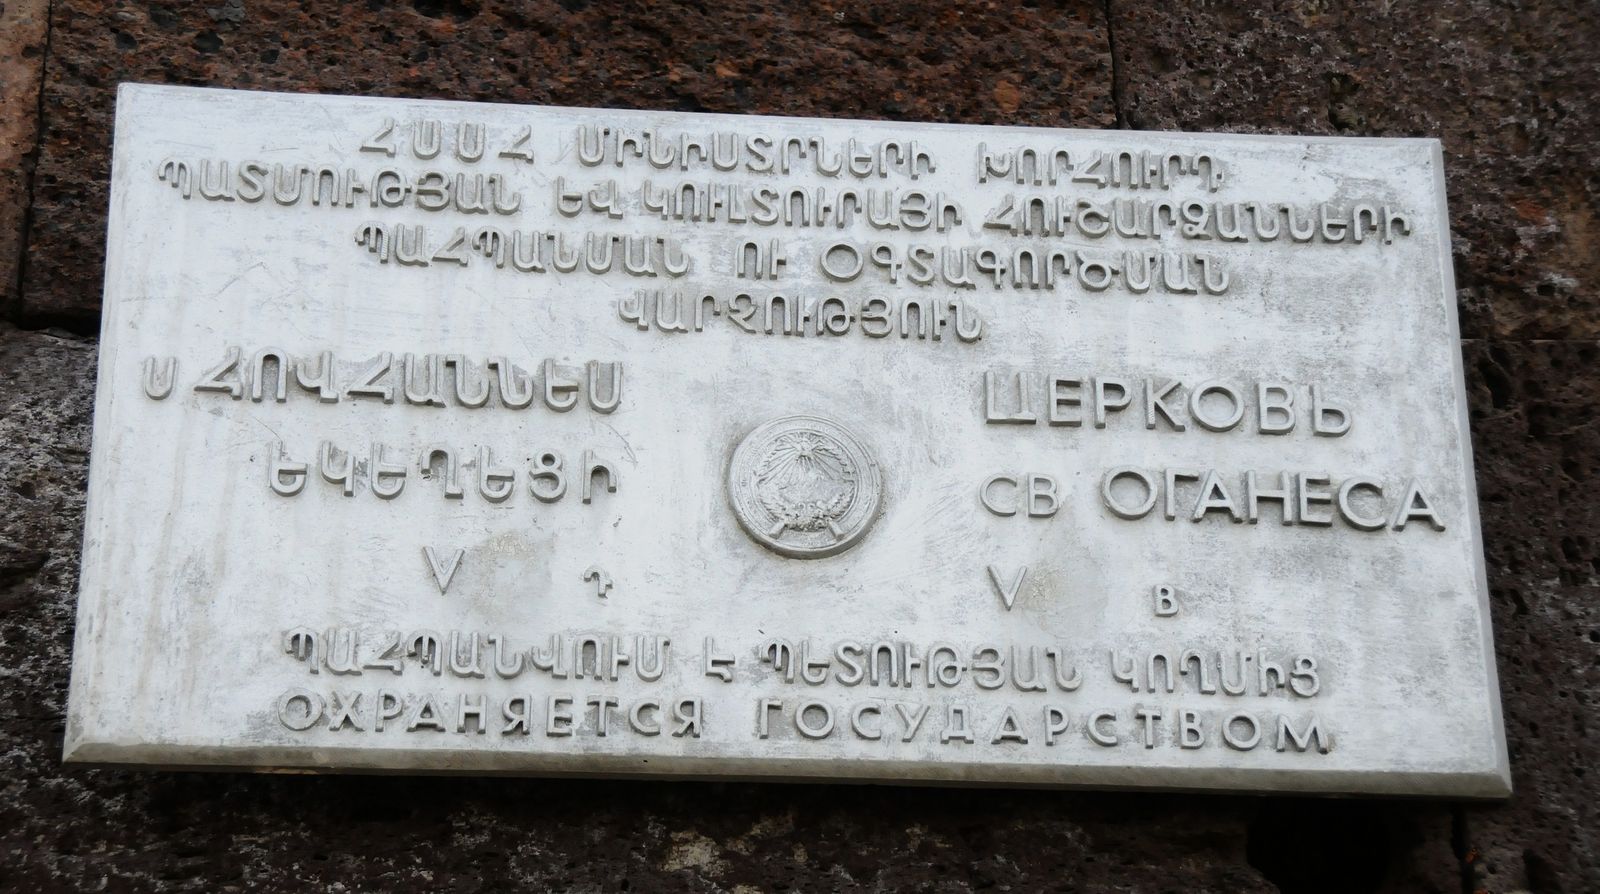 ՀՍՍՀ ՄԻՆԻՍՏՐՆԵՐԻ ԽՈՐՀՈՒՐԴ
ՊԱՏՄՈՒԹՅԱՆ ԵՎ ԿՈՒԼՏՈՒՐԱՅԻ ՀՈՒՇԱՐՁԱՆՆԵՐԻ
ՊԱՀՊԱՆՄԱՆ ՈՒ ՕԳՏԱԳՈՐԾՄԱՆ
ՎԱՐՉՈՒԹՅՈՒՆ
Ս ՀՈՎՀԱՆՆԵՍ
ԵԿԵՂԵՑԻ
V դ
ЦЕРКОВЬ
СВ ОГАНЕСА
V В
ՊԱՀՊԱՆՎՈՒՄ Է ՊԵՏՈՒԹՅԱՆ ԿՈՂՄԻՑ
ОХРАНЯЕТСЯ ГОСУДАРСТВОМ